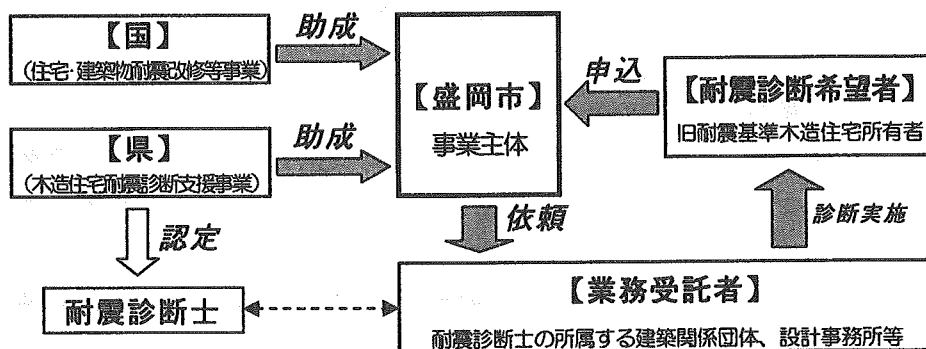 【国】
(住宅・建築物耐震改修等事業)
助成
【県】
(木造住宅耐震診断支援事業)
助成
認定
耐震診断士
【盛岡市】
事業主体
申込
【耐震診断希望者】
旧耐震基準木造住宅所有者
依頼
診断実施
【業務受託者】
耐震診断士の所属する建築関係団体、設計事務所等